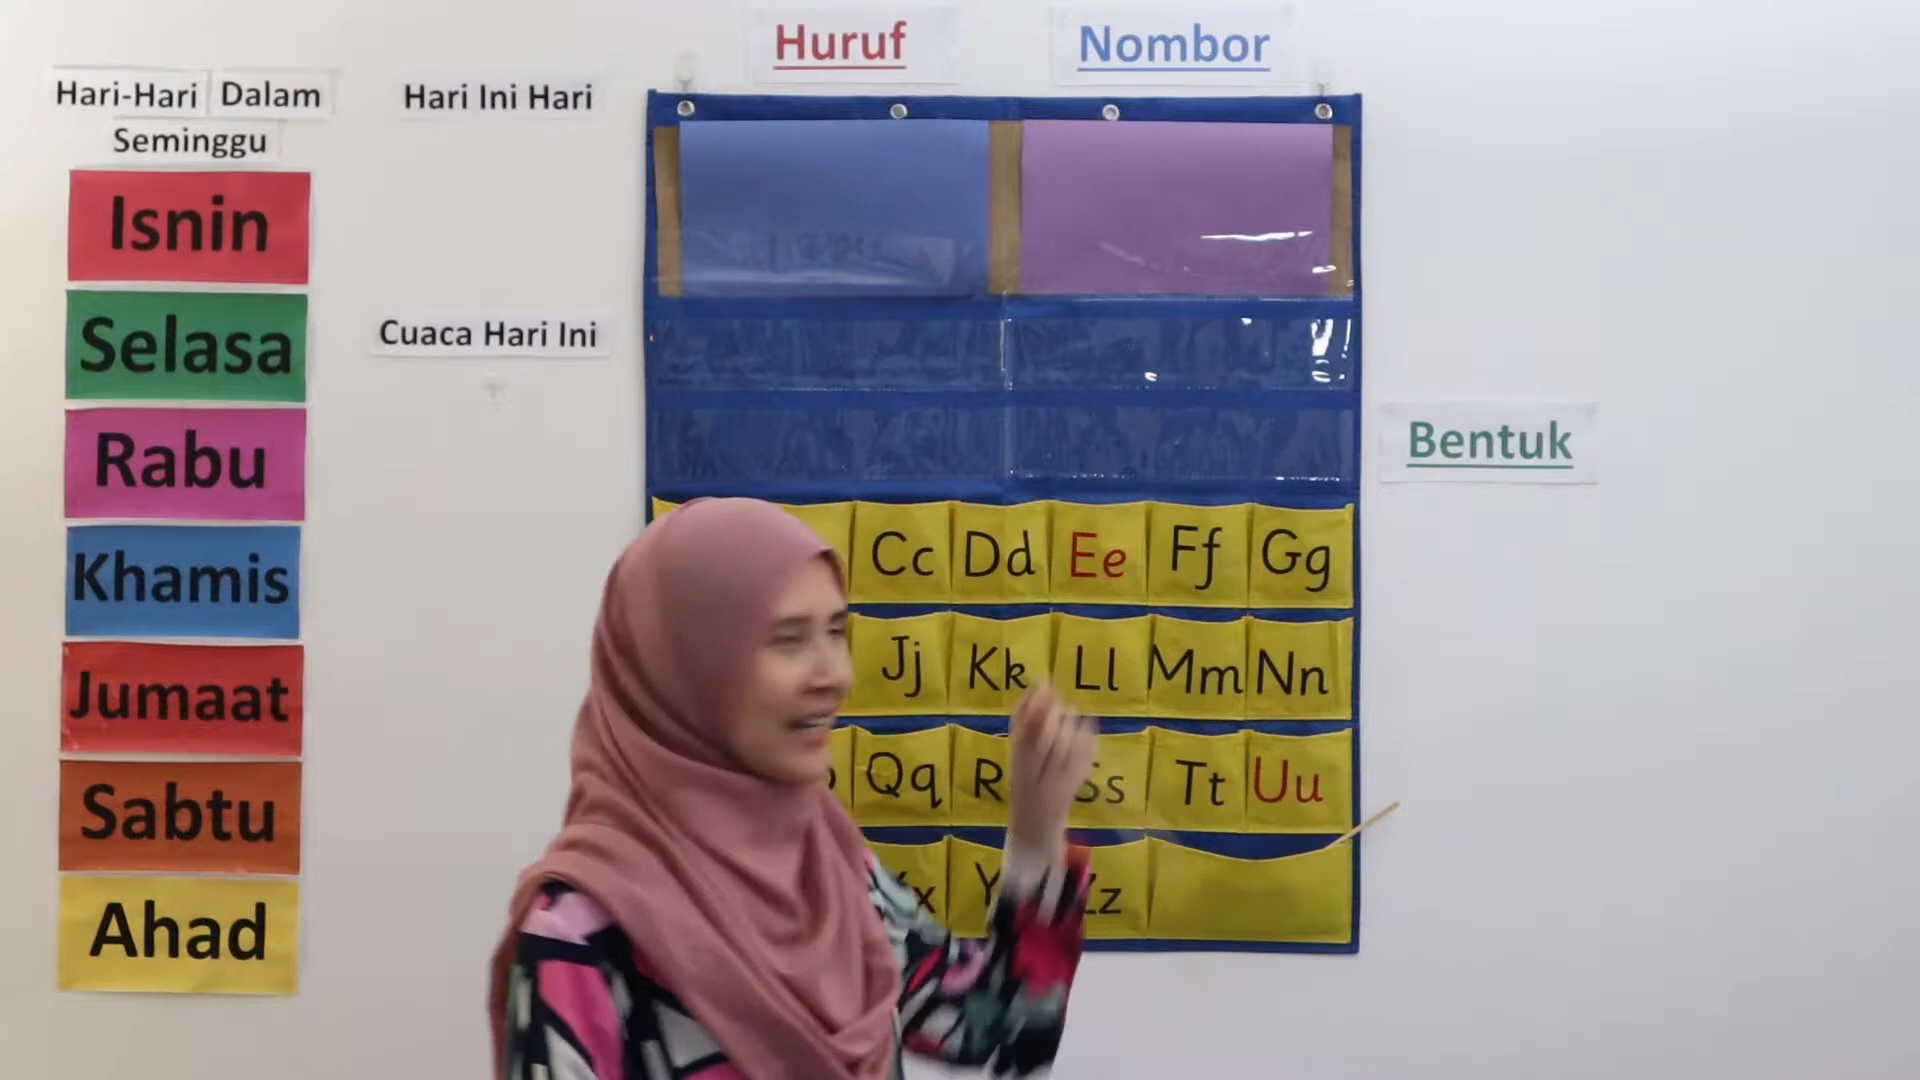 Huruf
Nombor
Hari-Hari Dalam
Seminggu
Isnin
Selasa
Rabu
Khamis
Jumaat
Sabtu
Ahad
Hari Ini Hari
Cuaca Hari Ini
Cc Dd Ee Ff Gg
Jj Kk Ll Mm Nn
Qq R Ss Tt Uu
x Y Zz
Bentuk